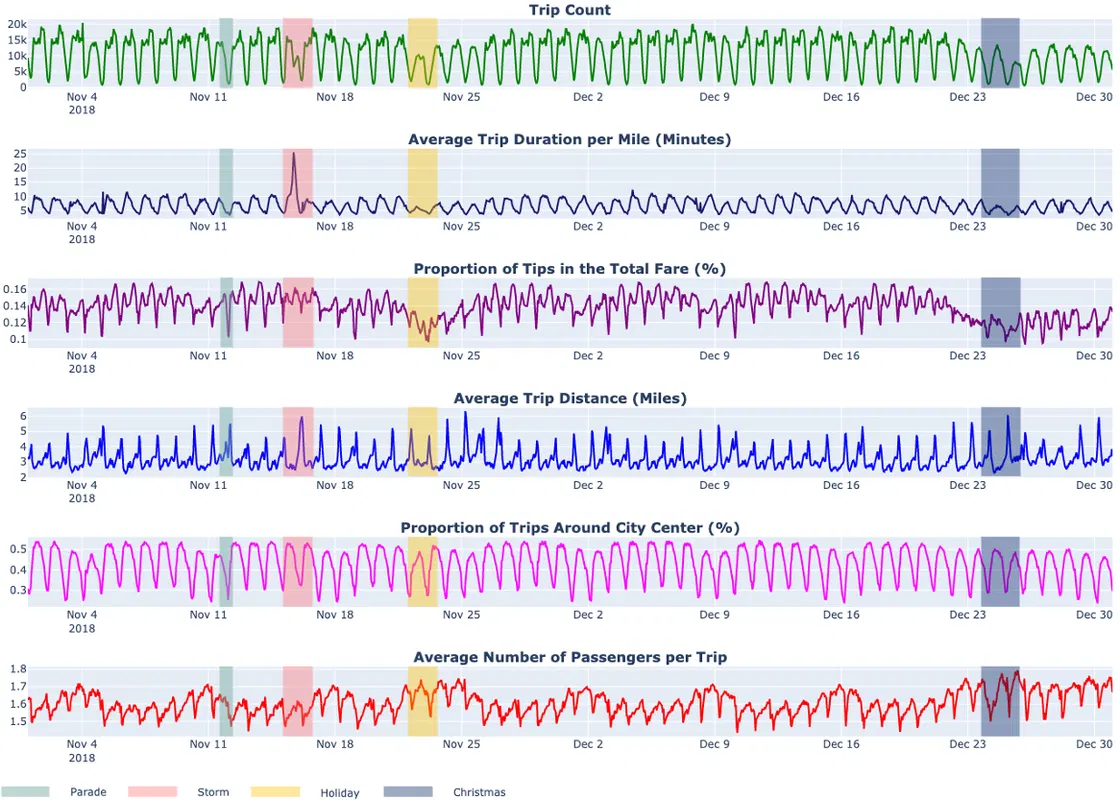 Trip Count
20k
15k
10k
5k
0
Nov 4 Nov 11 Nov 18 Nov 25 Dec 2 Dec 9 Dec 16 Dec 23 Dec 30
2018
Average Trip Duration per Mile (Minutes)
25
20
15
10
5
Nov 4 Nov 11 Nov 18 Nov 25 Dec 2 Dec 9 Dec 16 Dec 23 Dec 30
2018
Proportion of Tips in the Total Fare (%)
0.16
0.14
0.12
0.1
Nov 4 Nov 11 Nov 18 Nov 25 Dec 2 Dec 9 Dec 16 Dec 23 Dec 30
2018
Average Trip Distance (Miles)
6
5
4
3
2
Nov 4 Nov 11 Nov 18 Nov 25 Dec 2 Dec 9 Dec 16 Dec 23 Dec 30
2018
Proportion of Trips Around City Center (%)
0.5
0.4
0.3
Nov 4 Nov 11 Nov 18 Nov 25 Dec 2 Dec 9 Dec 16 Dec 23 Dec 30
2018
Average Number of Passengers per Trip
1.8
1.7
1.6
1.5
Nov 4 Nov 11 Nov 18 Nov 25 Dec 2 Dec 9 Dec 16 Dec 23 Dec 30
2018
Parade Storm Holiday Christmas